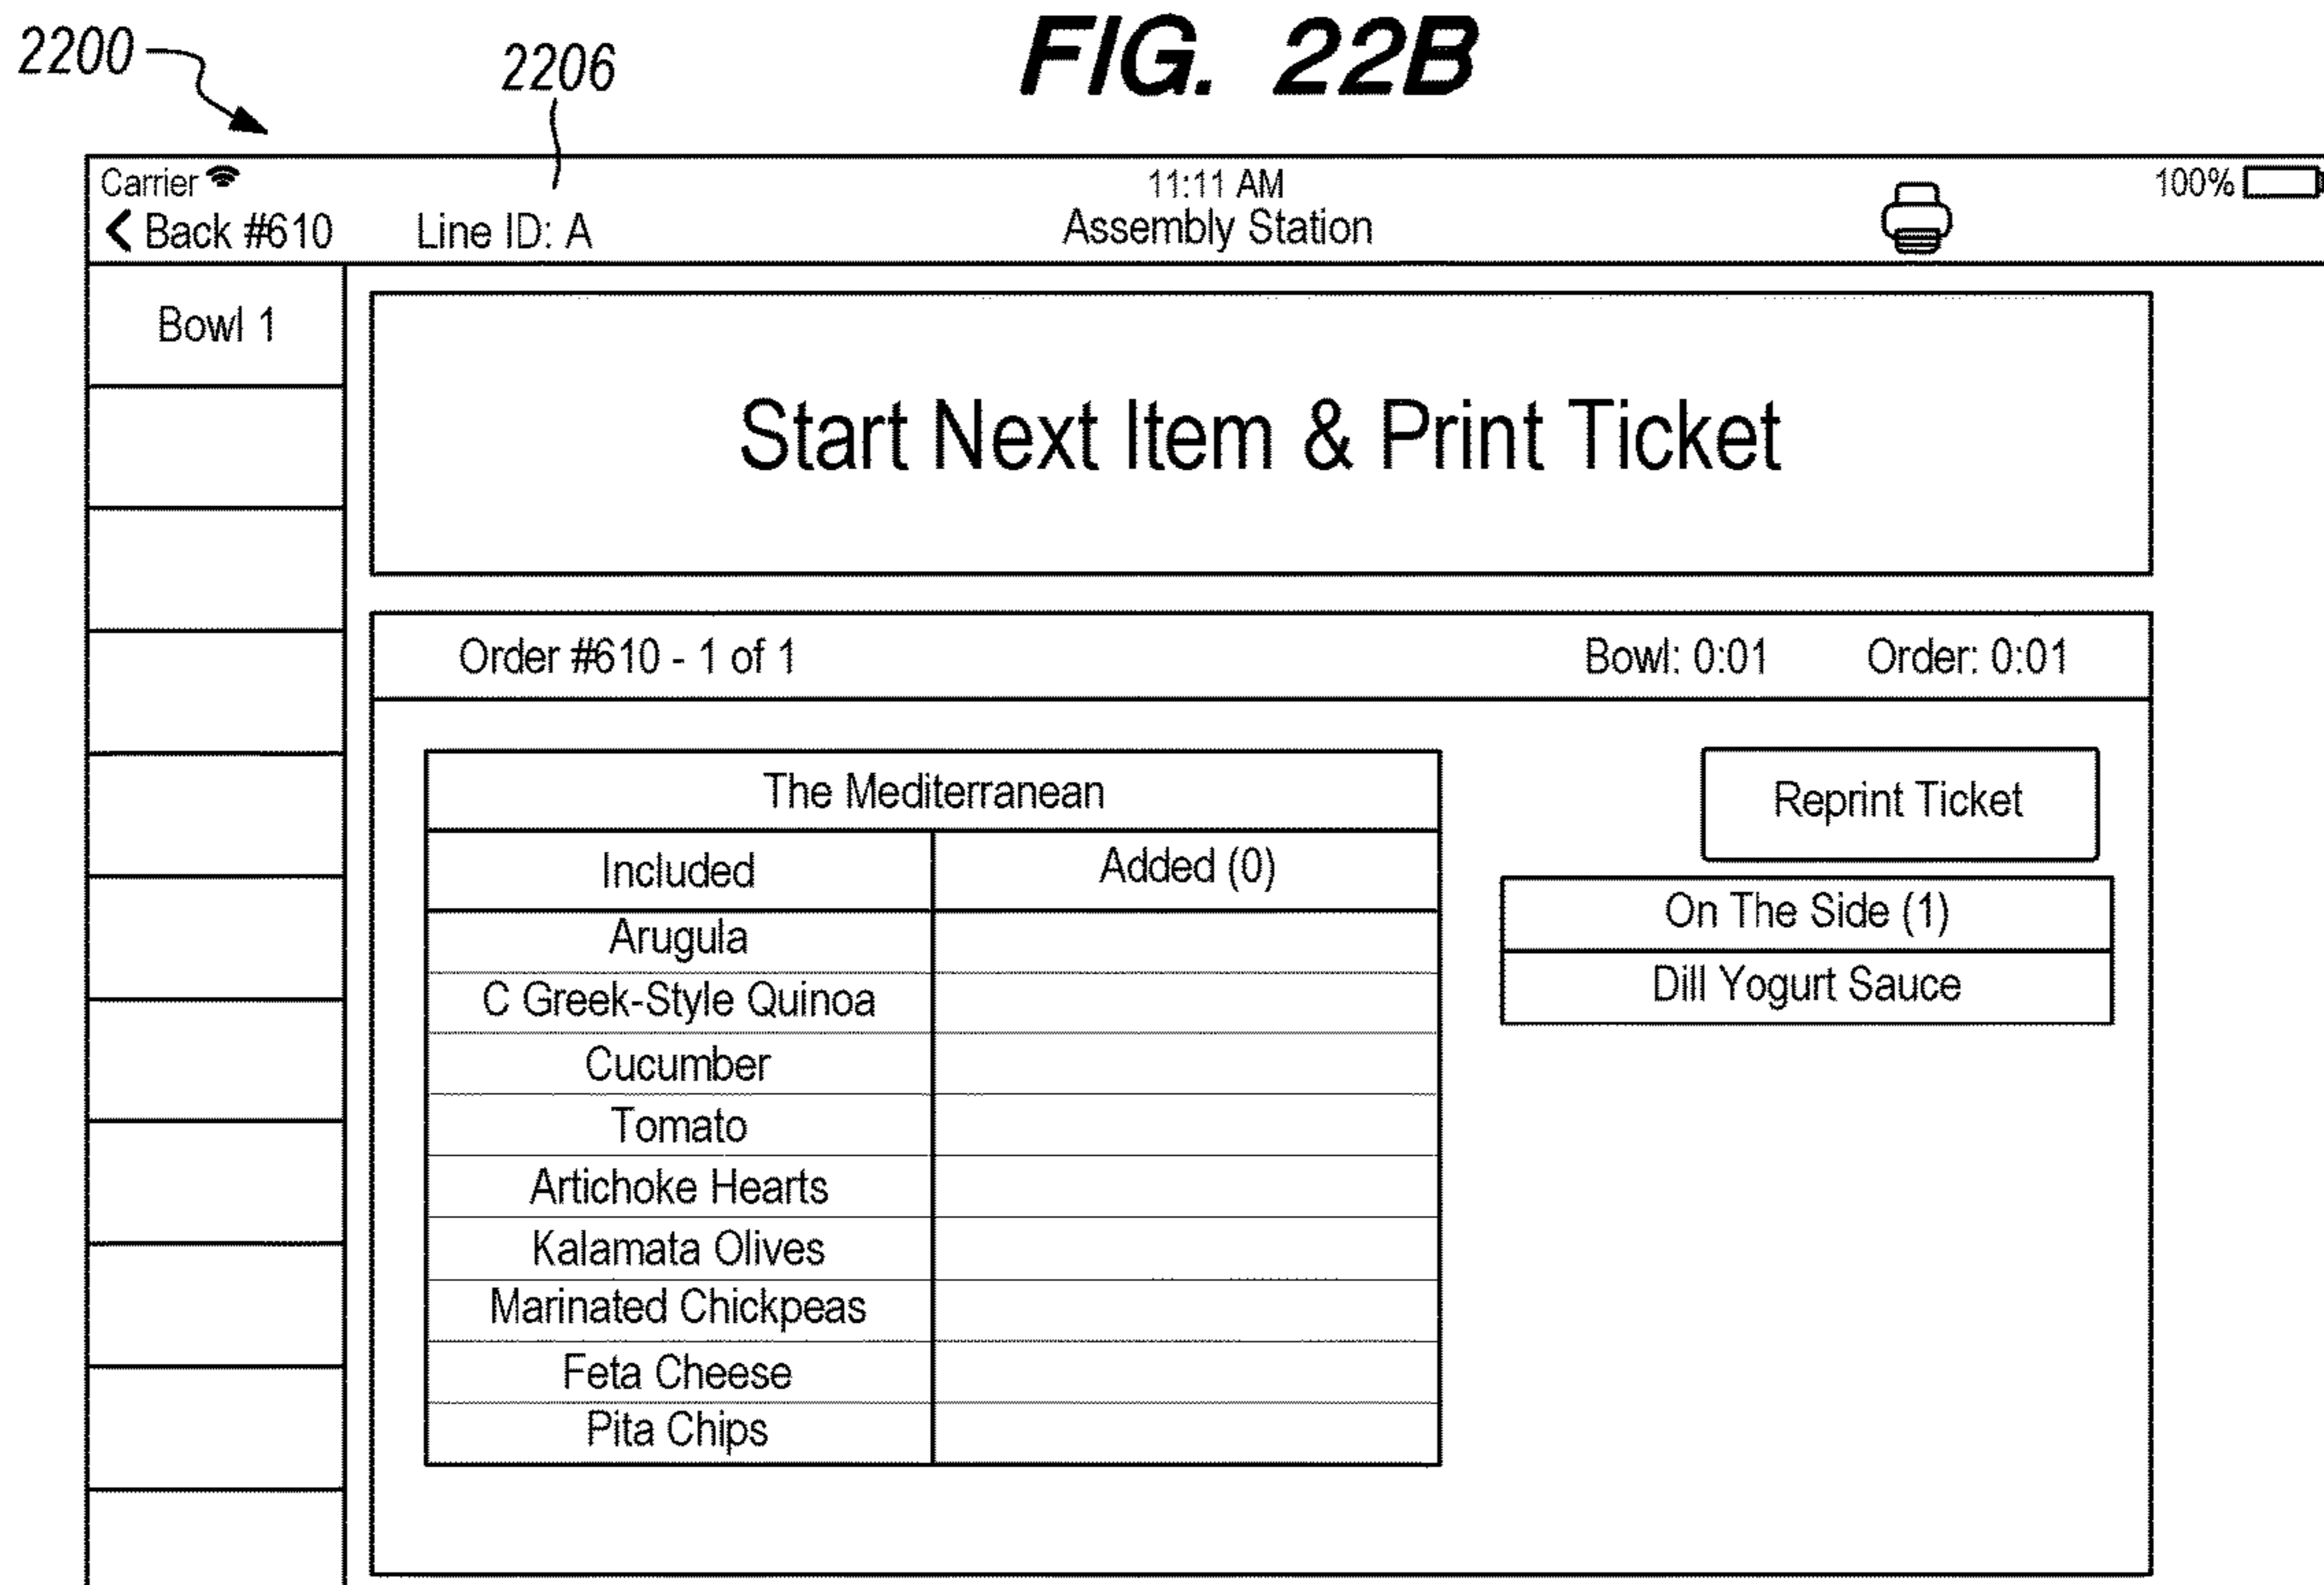 FIG. 22B
2200
2206
Carrier
11:11 AM
100%
Back #610
Line ID: A
Assembly Station
Bowl 1
Start Next Item & Print Ticket
Order #610 - 1 of 1
Bowl: 0:01
Order: 0:01
The Mediterranean
Reprint Ticket
Included
Added (0)
On The Side (1)
Arugula
Dill Yogurt Sauce
C Greek-Style Quinoa
Cucumber
Tomato
Artichoke Hearts
Kalamata Olives
Marinated Chickpeas
Feta Cheese
Pita Chips